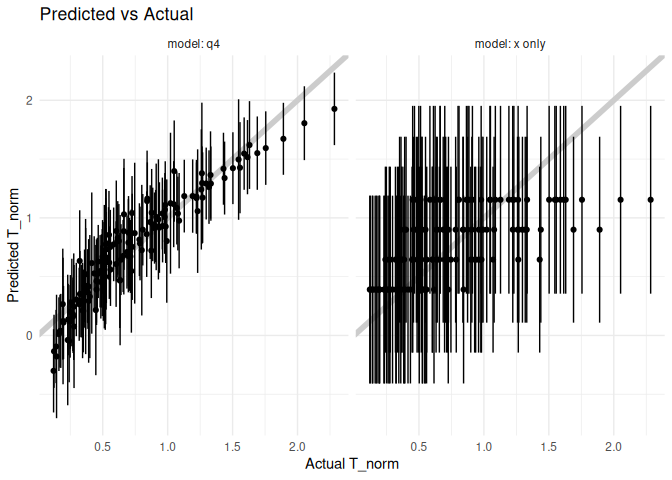 Predicted vs Actual
model: q4
model: x only
2
1
0
Predicted T_norm
0.5
1.0
1.5
2.0
0.5
1.0
1.5
2.0
Actual T_norm